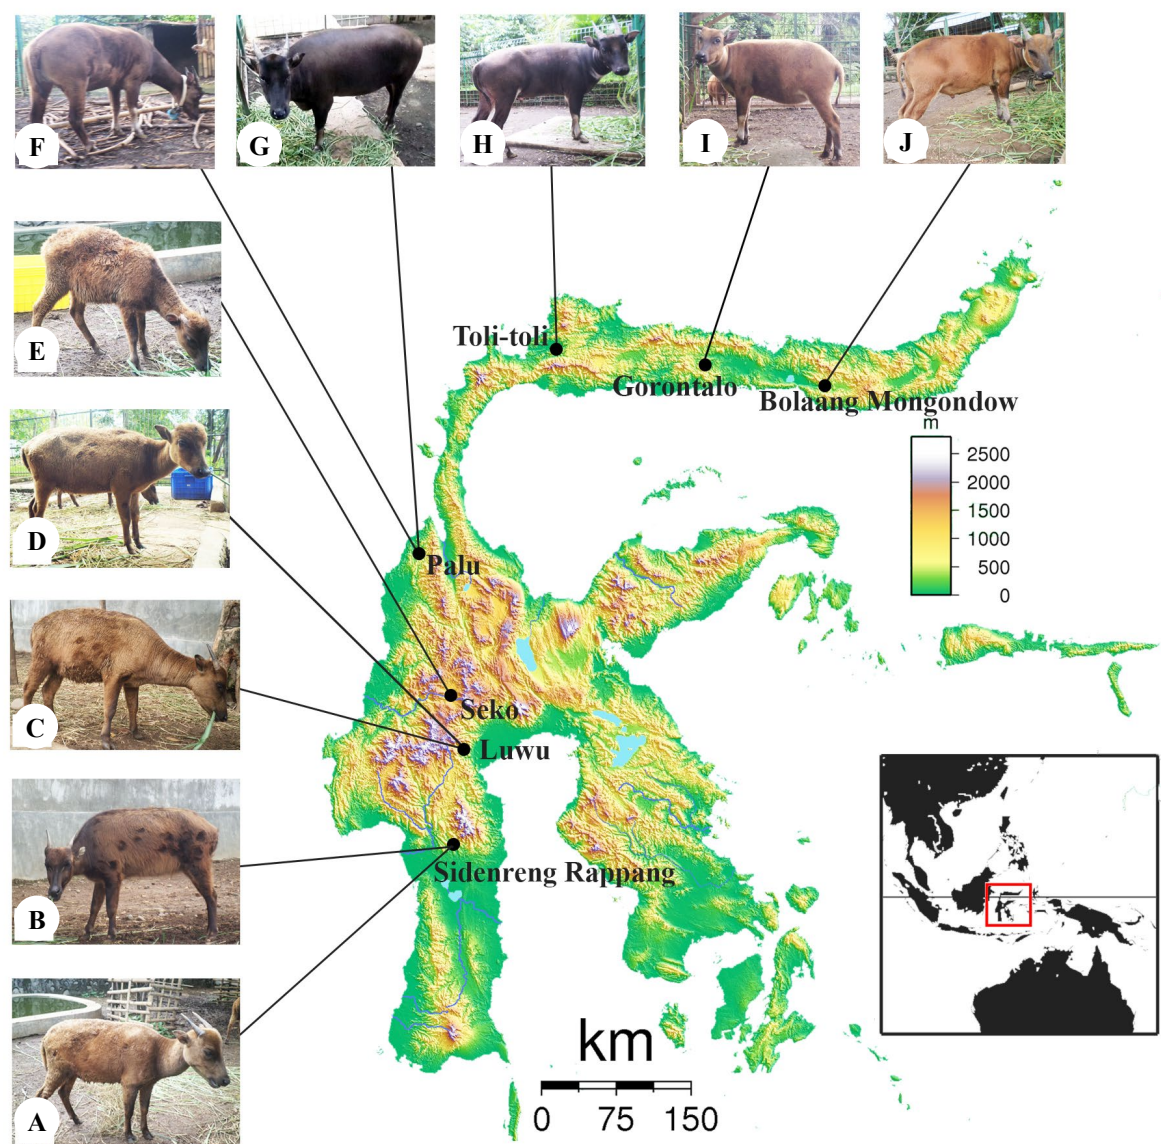 F
G
H
I
J
E
D
C
B
A
Toli-toli
Gorontalo
Bolaang Mongondow
Palu
Seko
Luwu
Sidenreng Rappang
m
2500
2000
1500
1000
500
0
km
0 75 150